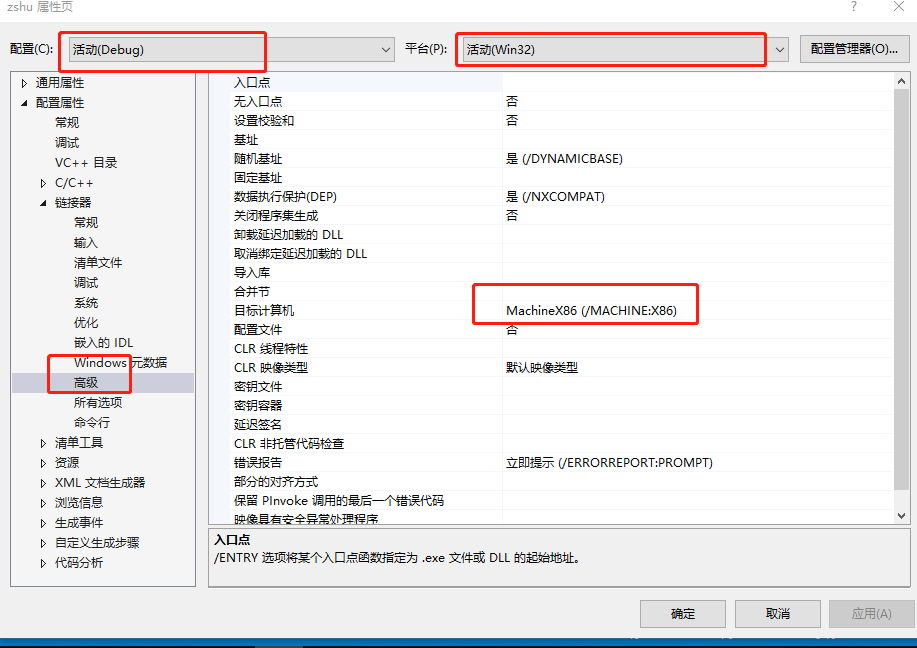 zshu 属性页
?
配置(C):
活动(Debug)
平台(P):
活动(Win32)
配置管理器(O)...
通用属性
配置属性
常规
调试
VC++ 目录
C/C++
链接器
常规
输入
清单文件
调试
系统
优化
嵌入的 IDL
Windows 元数据
高级
所有选项
命令行
清单工具
资源
XML 文档生成器
浏览信息
生成事件
自定义生成步骤
代码分析
入口点
无入口点 否
设置校验和 否
基址
随机基址 是 (/DYNAMICBASE)
固定基址
数据执行保护(DEP) 是 (/NXCOMPAT)
关闭程序集生成 否
卸载延迟加载的 DLL
取消绑定延迟加载的 DLL
导入库
合并节
目标计算机 MachineX86 (/MACHINE:X86)
配置文件 否
CLR 线程特性
CLR 映像类型 默认映像类型
密钥文件
密钥容器
延迟签名
CLR 非托管代码检查
错误报告 立即提示 (/ERRORREPORT:PROMPT)
部分的对齐方式
保留 PInvoke 调用的最后一个错误代码
映像具有安全异常处理程序
入口点
/ENTRY 选项将某个入口点函数指定为 .exe 文件或 DLL 的起始地址。
确定
取消
应用(A)